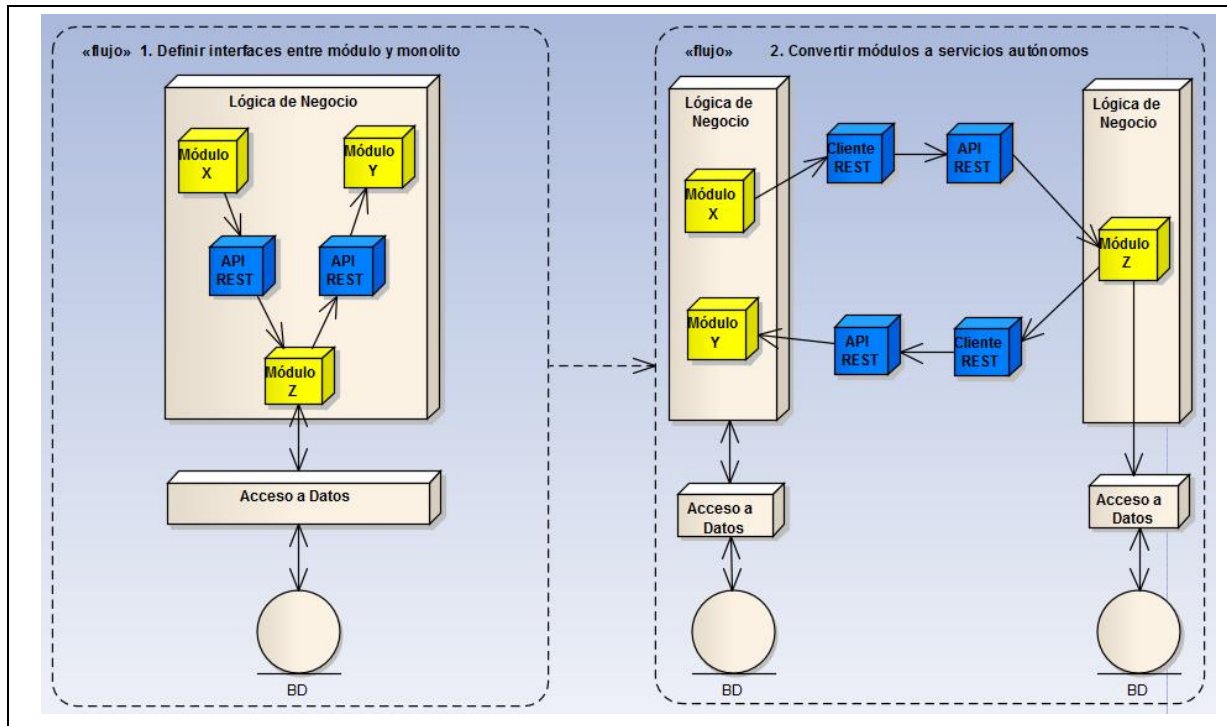 «flujo» 1. Definir interfaces entre módulo y monolito
Lógica de Negocio
Módulo
X
Módulo
Y
API
REST
API
REST
Módulo
Z
Acceso a Datos
BD
«flujo» 2. Convertir módulos a servicios autónomos
Lógica de
Negocio
Módulo
X
Cliente
REST
API
REST
Lógica de
Negocio
Módulo
Z
Módulo
Y
API
REST
Cliente
REST
Acceso a
Datos
BD
Acceso a
Datos
BD